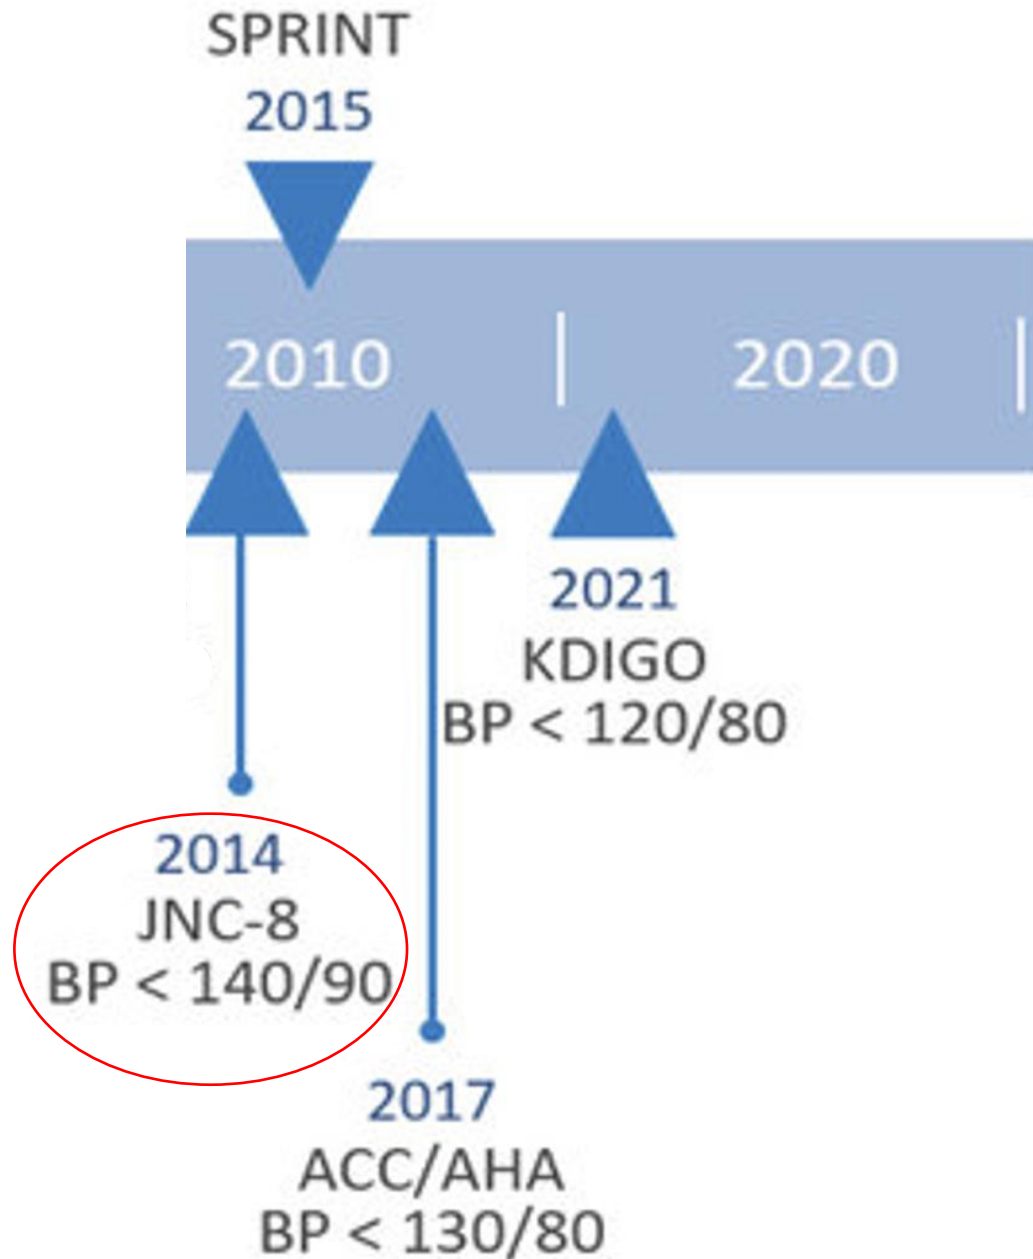 SPRINT
2015
2010 | 2020 |
2021
KDIGO
BP < 120/80
2014
JNC-8
BP < 140/90
2017
ACC/AHA
BP < 130/80